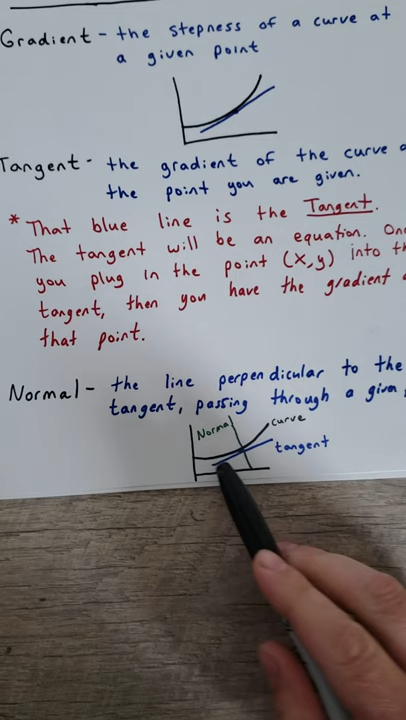 Gradient - the stepness of a curve at
a given point
Tangent - the gradient of the curve
the point you are given.
* That blue line is the Tangent.
The tangent will be an equation.
you plug in the point (x,y) into
tangent, then you have the gradient
that point.
Normal - the line perpendicular to the
tangent, passing through a
Normal
curve
tangent